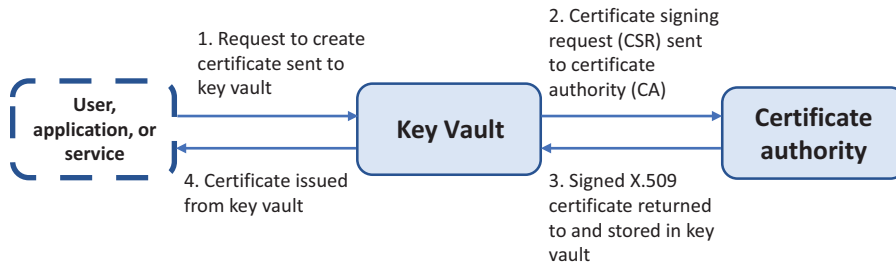 1. Request to create
certificate sent to
key vault
2. Certificate signing
request (CSR) sent
to certificate
authority (CA)
User,
application, or
service
Key Vault
Certificate
authority
4. Certificate issued
from key vault
3. Signed X.509
certificate returned
to and stored in key
vault